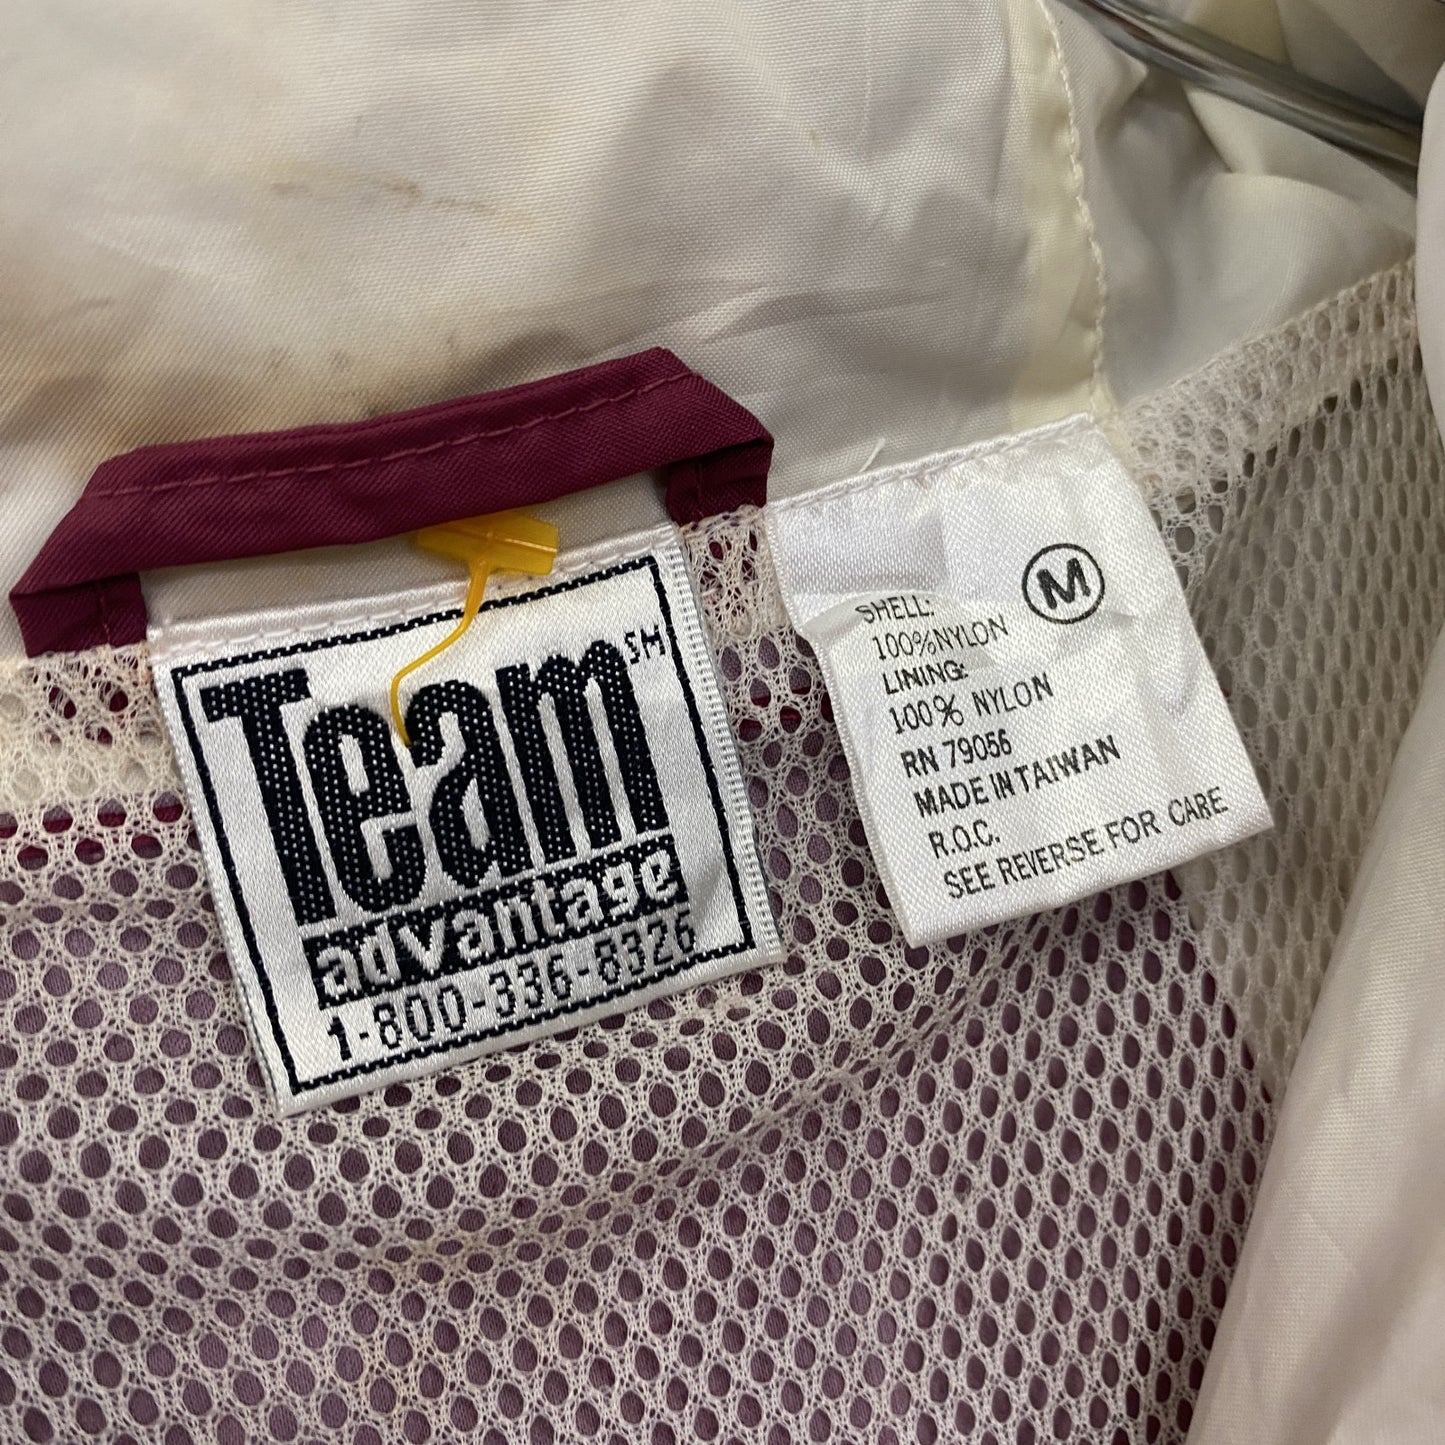 Team SM
advantage
1-800-336-8326
M
SHELL:
100%NYLON
LINING:
100% NYLON
RN 79056
MADE IN TAIWAN
R.O.C.
SEE REVERSE FOR CARE